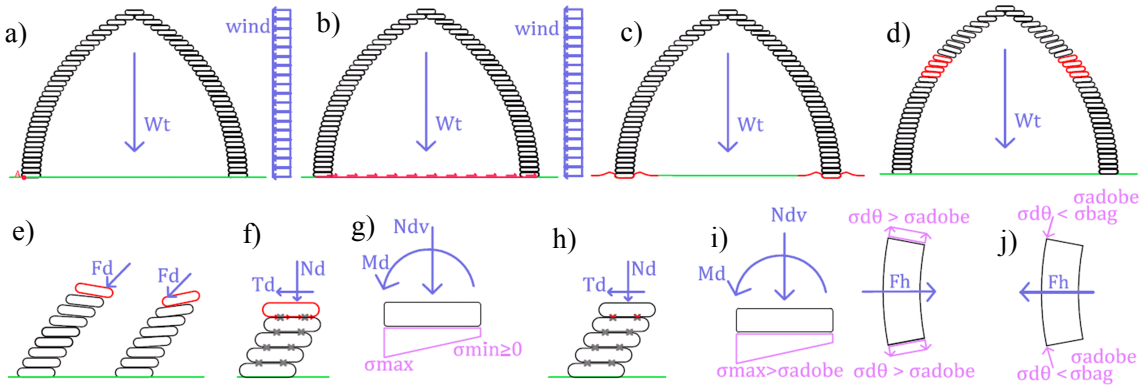 a)
wind
Wt
A
b)
wind
Wt
c)
Wt
d)
Wt
e)
Fd
Fd
f)
Nd
Td
g)
Ndv
Md
σmax
σmin≥0
h)
Nd
Td
i)
Ndv
Md
σmax>σadobe
σdθ > σadobe
Fh
σdθ > σadobe
j)
σadobe
σdθ < σbag
Fh
σadobe
σdθ < σbag